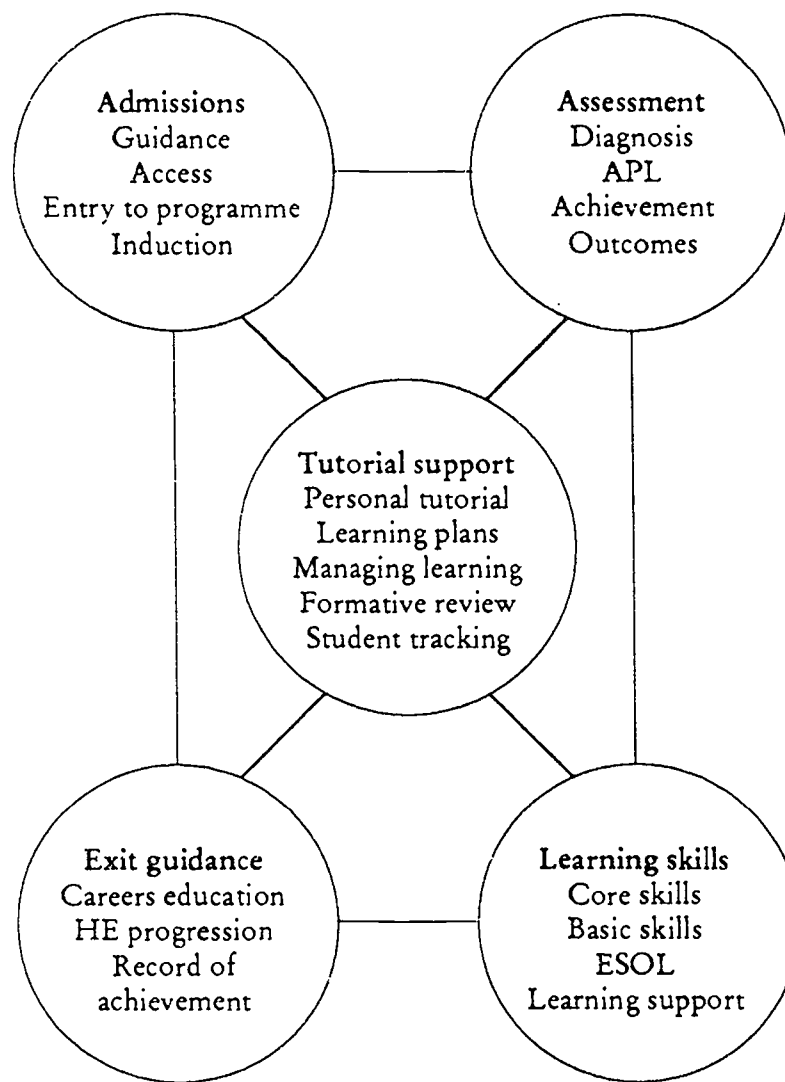 Admissions
Guidance
Access
Entry to programme
Induction
Assessment
Diagnosis
APL
Achievement
Outcomes
Tutorial support
Personal tutorial
Learning plans
Managing learning
Formative review
Student tracking
Exit guidance
Careers education
HE progression
Record of
achievement
Learning skills
Core skills
Basic skills
ESOL
Learning support